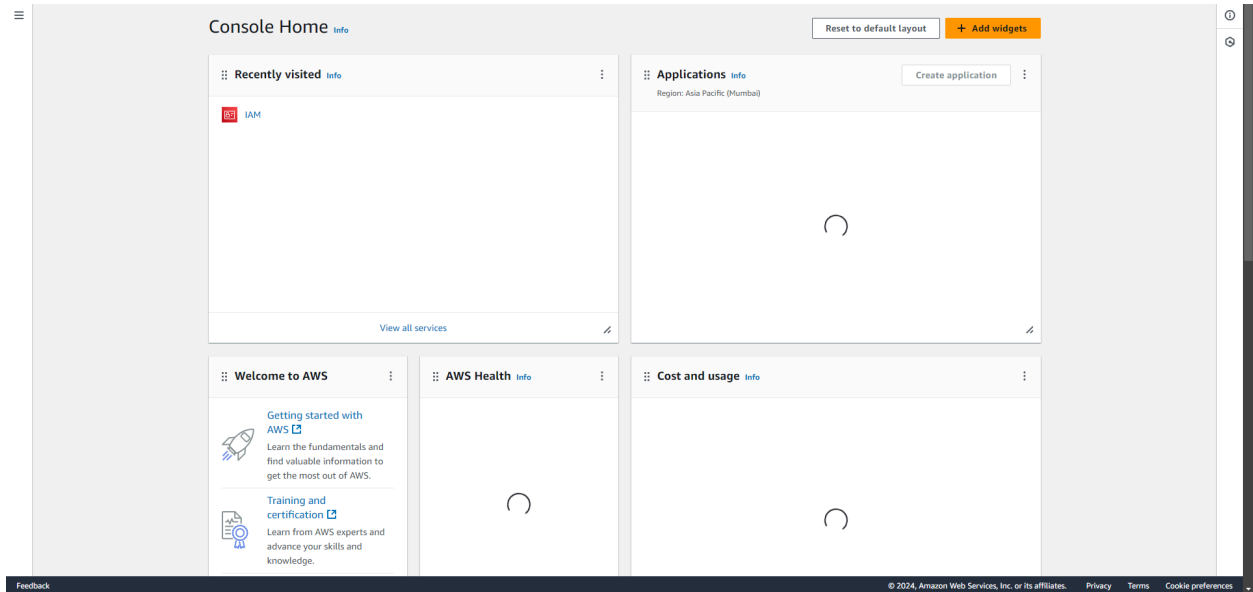 Console Home Info
Reset to default layout
+ Add widgets
Recently visited Info
IAM
View all services
Applications Info
Region: Asia Pacific (Mumbai)
Create application
Welcome to AWS
Getting started with
AWS
Learn the fundamentals and
find valuable information to
get the most out of AWS.
Training and
certification
Learn from AWS experts and
advance your skills and
knowledge.
AWS Health Info
Cost and usage Info
Feedback
© 2024, Amazon Web Services, Inc. or its affiliates.
Privacy
Terms
Cookie preferences